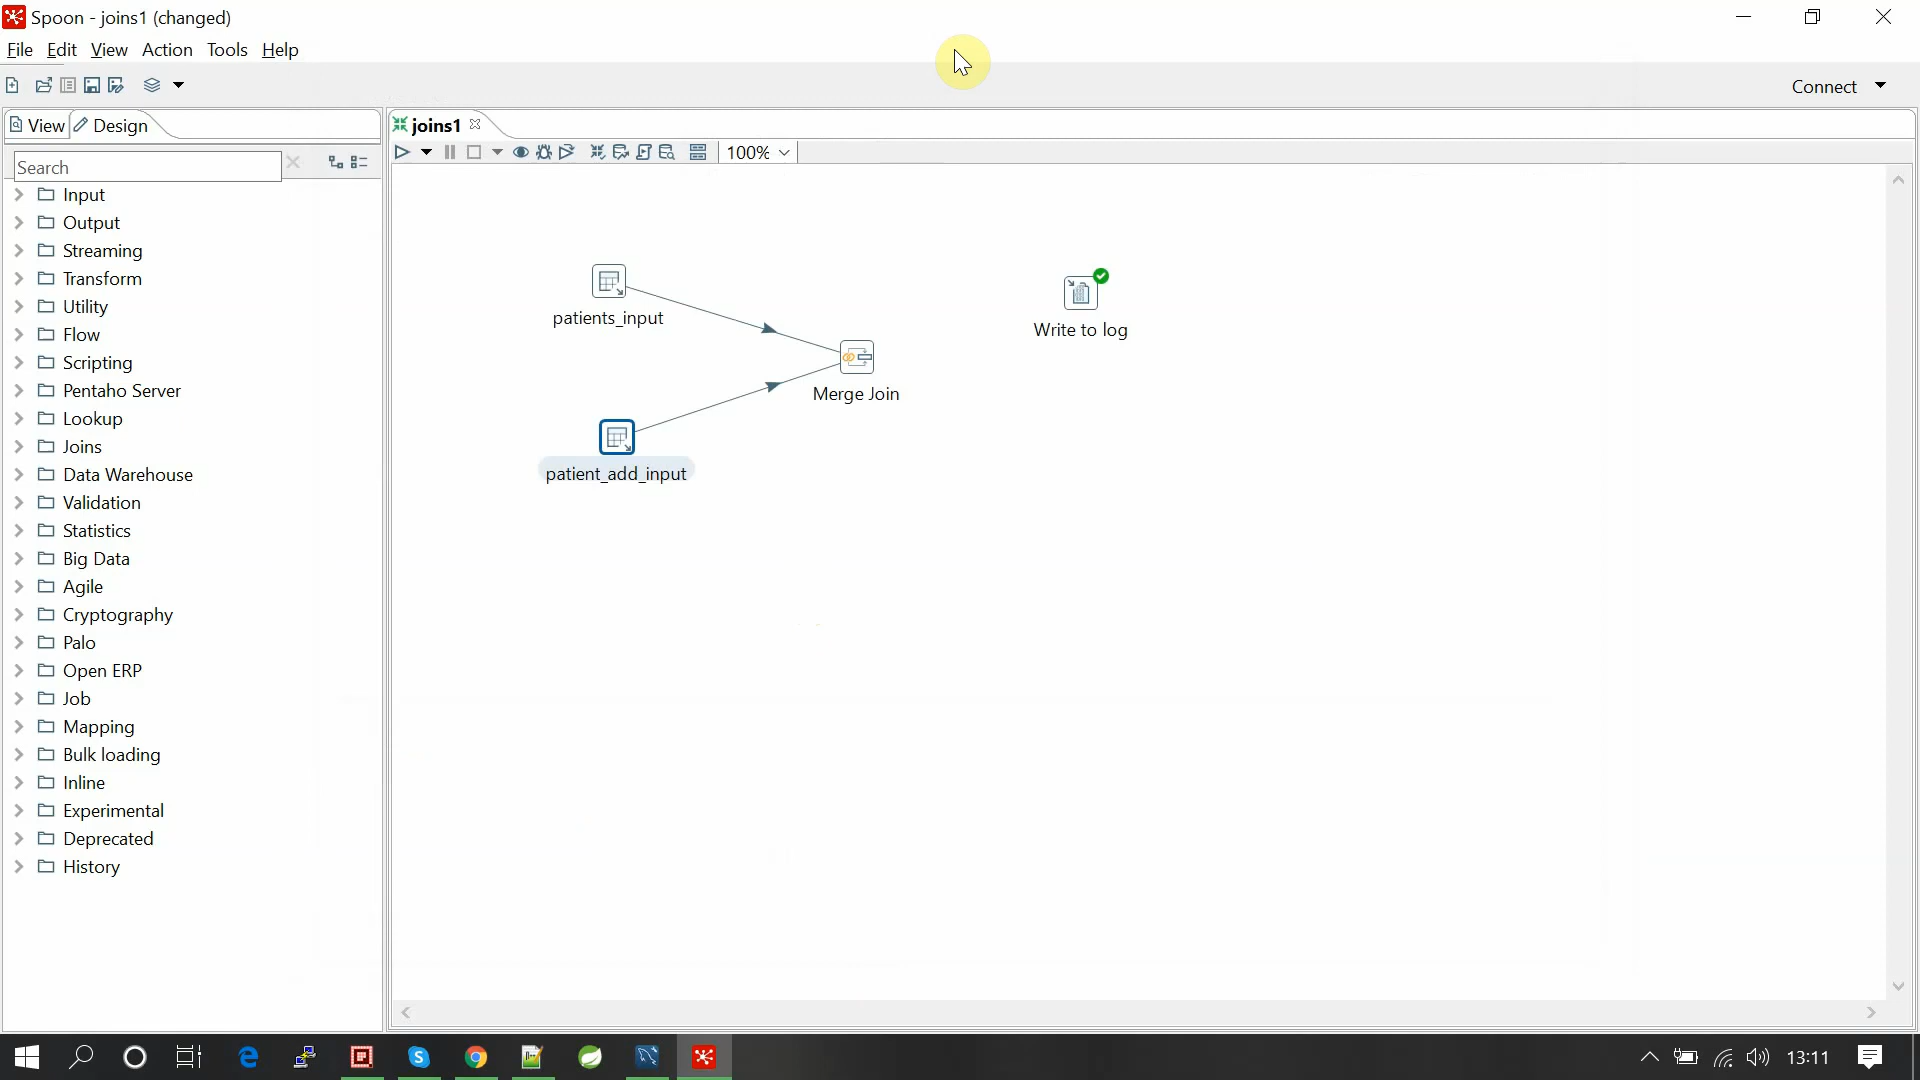 Spoon - joins1 (changed)
File Edit View Action Tools Help
Connect
View Design
joins1
100%
Search
Input
Output
Streaming
Transform
Utility
Flow
Scripting
Pentaho Server
Lookup
Joins
Data Warehouse
Validation
Statistics
Big Data
Agile
Cryptography
Palo
Open ERP
Job
Mapping
Bulk loading
Inline
Experimental
Deprecated
History
patients_input
Write to log
Merge Join
patient_add_input
13:11